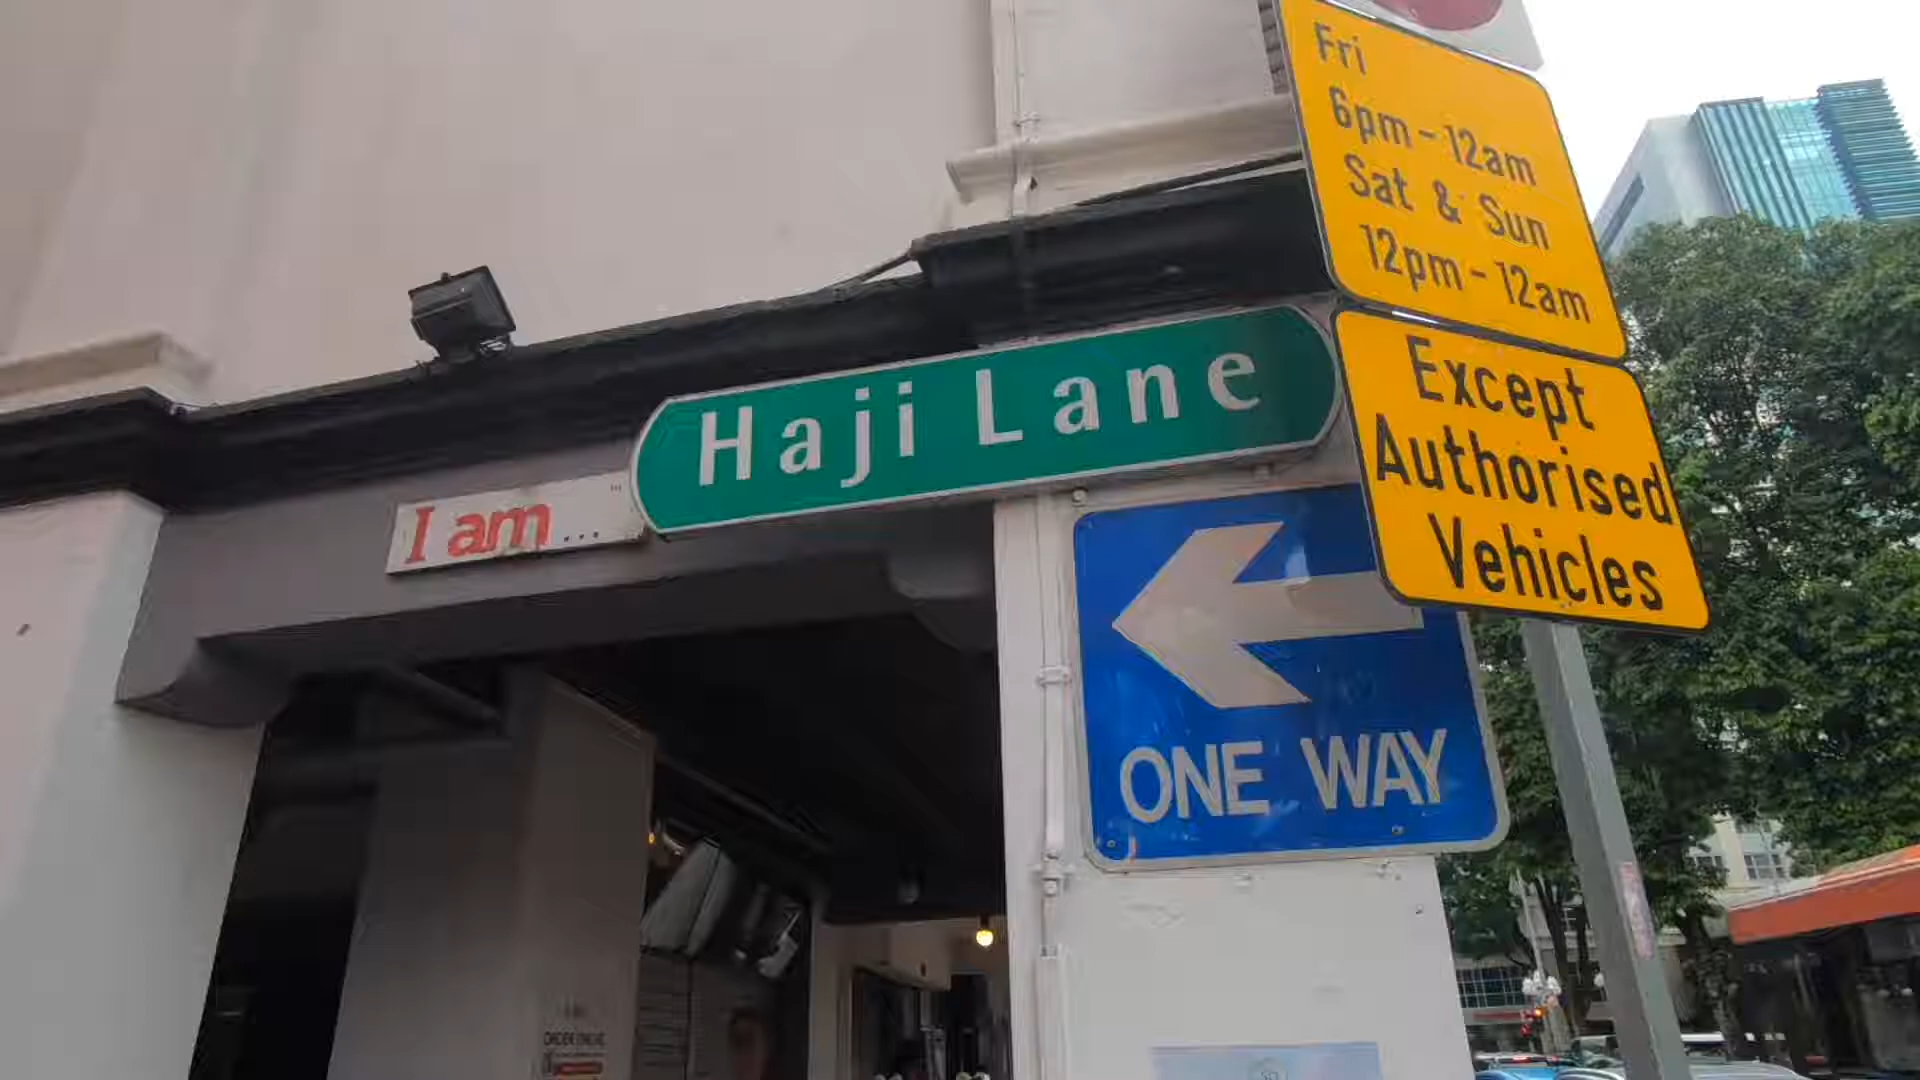 Fri
6pm - 12am
Sat & Sun
12pm - 12am
Except
Authorised
Vehicles
Haji Lane
I am...
ONE WAY